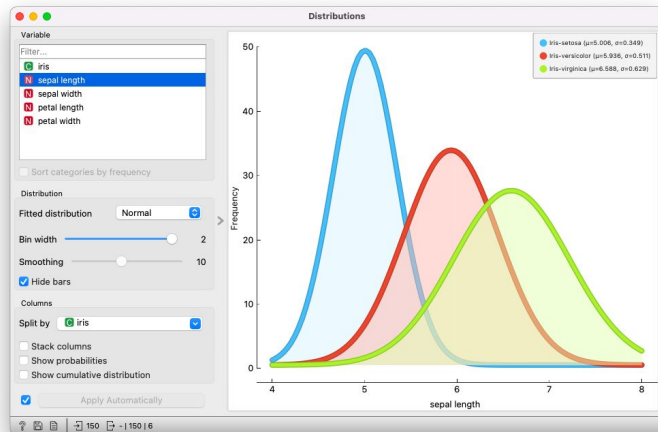 Distributions
Variable
Filter...
C iris
N sepal length
N sepal width
N petal length
N petal width
Sort categories by frequency
Distribution
Fitted distribution Normal
Bin width 2
Smoothing 10
Hide bars
Columns
Split by C iris
Stack columns
Show probabilities
Show cumulative distribution
Apply Automatically
? 150 - | 150 | 6
Iris-setosa (μ=5.006, σ=0.349)
Iris-versicolor (μ=5.936, σ=0.511)
Iris-virginica (μ=6.588, σ=0.629)
Frequency
50
40
30
20
10
0
4 5 6 7 8
sepal length